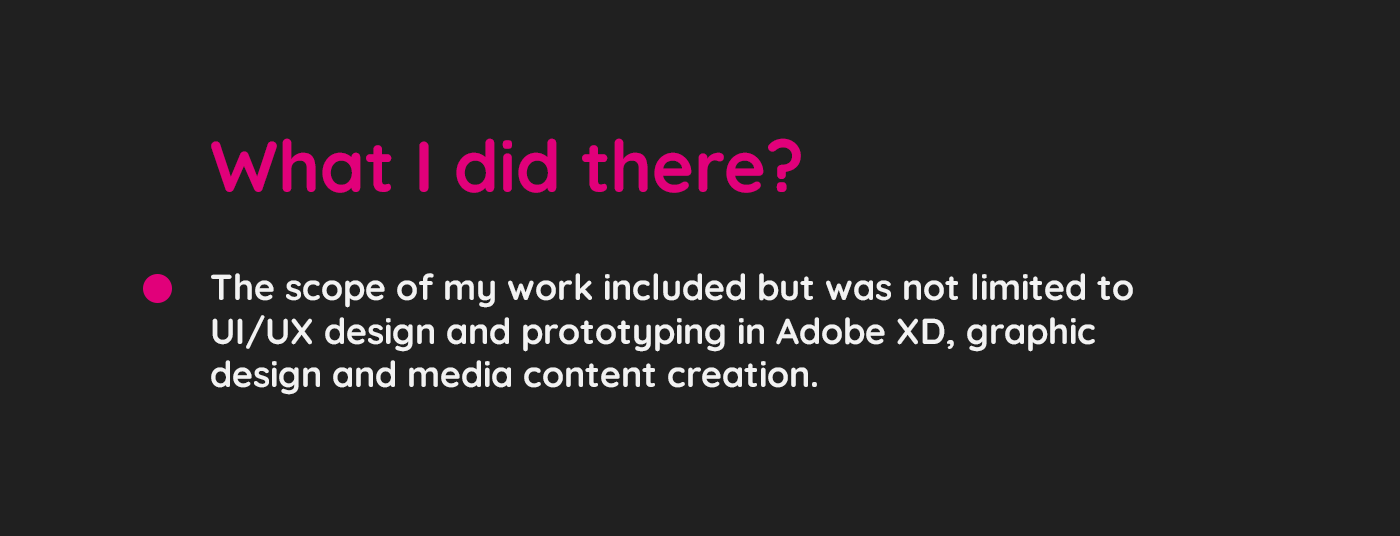 What I did there?
The scope of my work included but was not limited to
UI/UX design and prototyping in Adobe XD, graphic
design and media content creation.